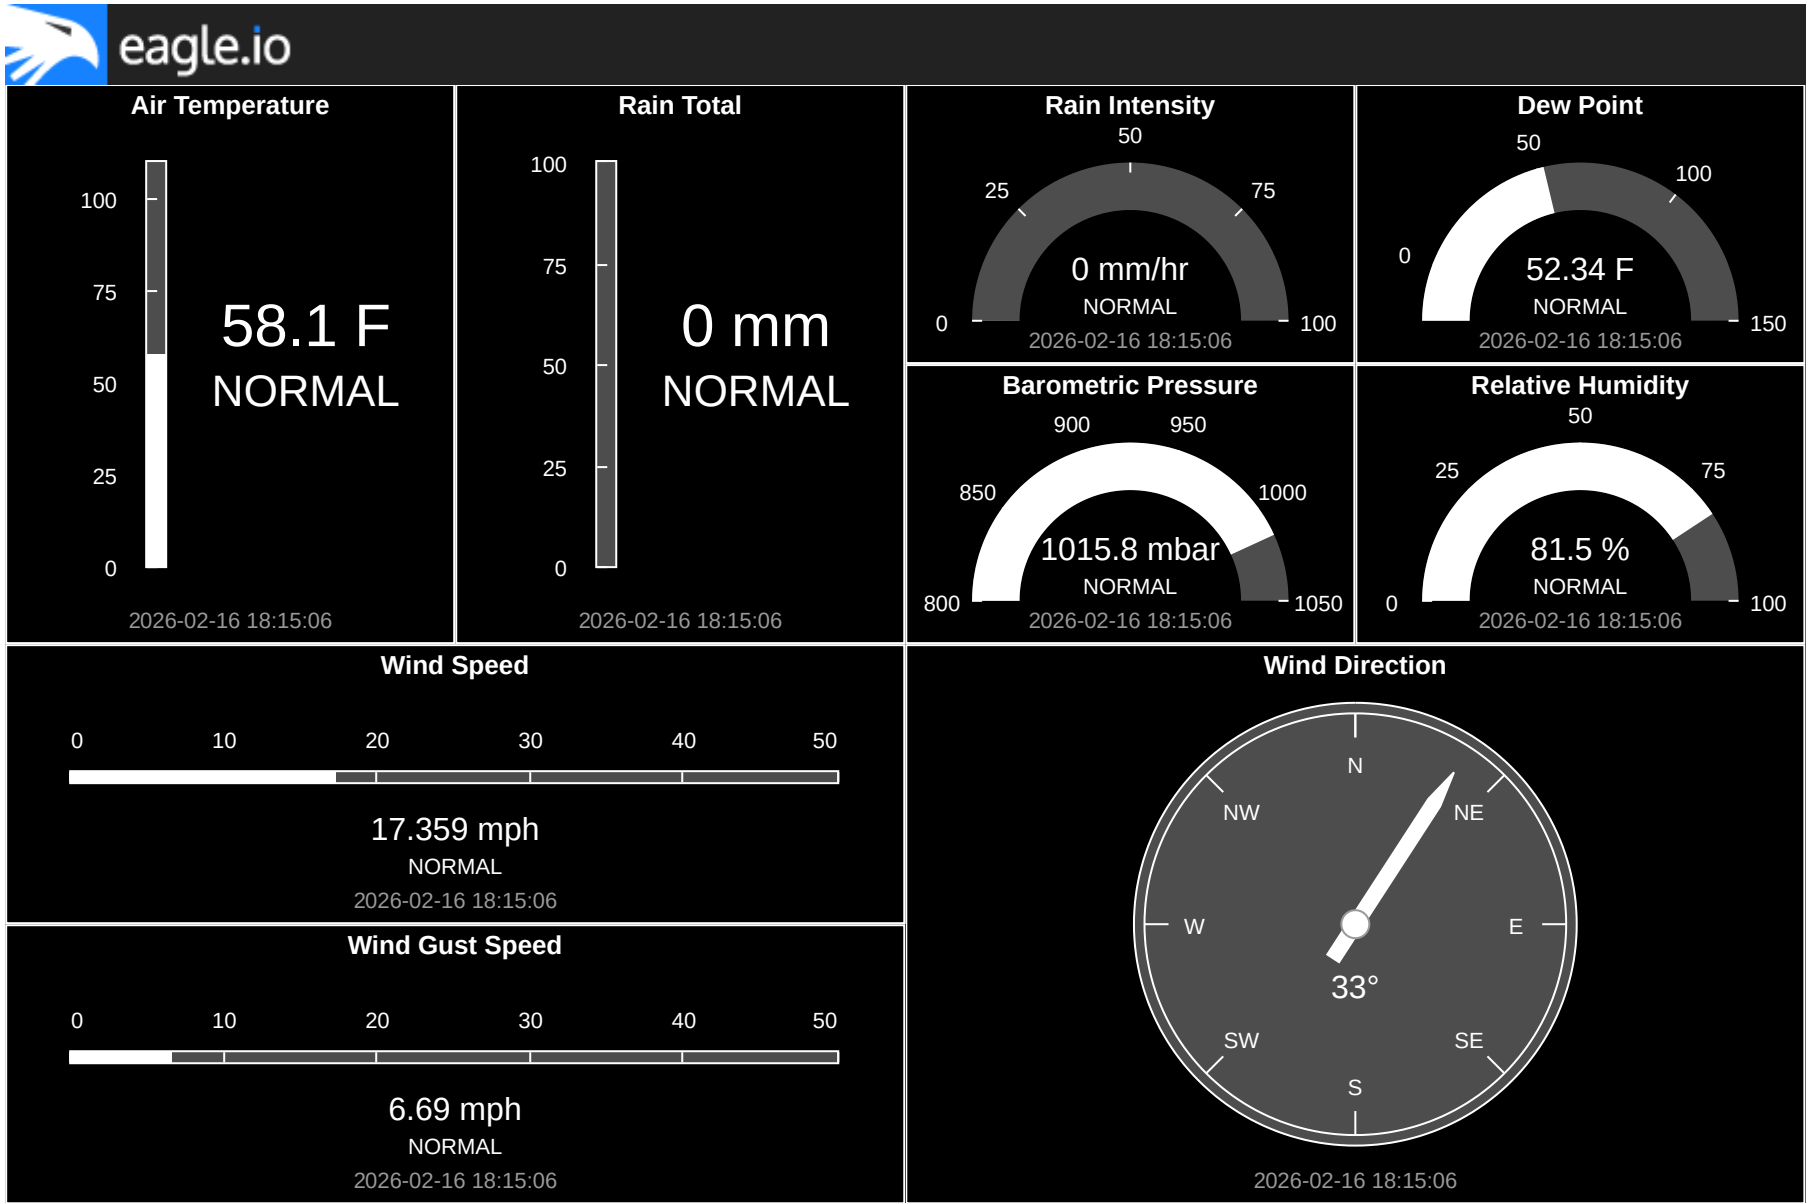 eagle.io
Air Temperature
100
75
50
25
0
58.1 F
NORMAL
2026-02-16 18:15:06
Rain Total
100
75
50
25
0
0 mm
NORMAL
2026-02-16 18:15:06
Rain Intensity
0
25
50
75
100
0 mm/hr
NORMAL
2026-02-16 18:15:06
Dew Point
0
50
100
150
52.34 F
NORMAL
2026-02-16 18:15:06
Barometric Pressure
800
850
900
950
1000
1050
1015.8 mbar
NORMAL
2026-02-16 18:15:06
Relative Humidity
0
25
50
75
100
81.5 %
NORMAL
2026-02-16 18:15:06
Wind Speed
0 10 20 30 40 50
17.359 mph
NORMAL
2026-02-16 18:15:06
Wind Gust Speed
0 10 20 30 40 50
6.69 mph
NORMAL
2026-02-16 18:15:06
Wind Direction
N
NW NE
W E
33°
SW SE
S
2026-02-16 18:15:06